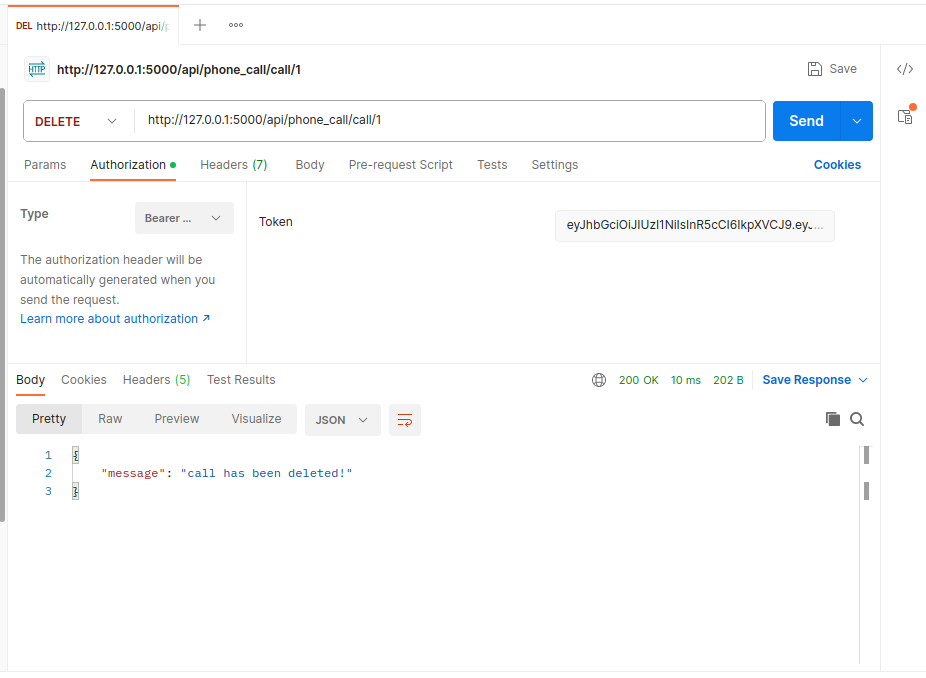 DEL http://127.0.0.1:5000/api/p
HTTP http://127.0.0.1:5000/api/phone_call/call/1 Save </>
DELETE http://127.0.0.1:5000/api/phone_call/call/1 Send
Params Authorization Headers (7) Body Pre-request Script Tests Settings Cookies
Type Bearer ... Token eyJhbGciOiJIUzI1NiIsInR5cCI6IkpXVCJ9.eyJ...
The authorization header will be
automatically generated when you
send the request.
Learn more about authorization ↗
Body Cookies Headers (5) Test Results 200 OK 10 ms 202 B Save Response
Pretty Raw Preview Visualize JSON
1 {
2 "message": "call has been deleted!"
3 }